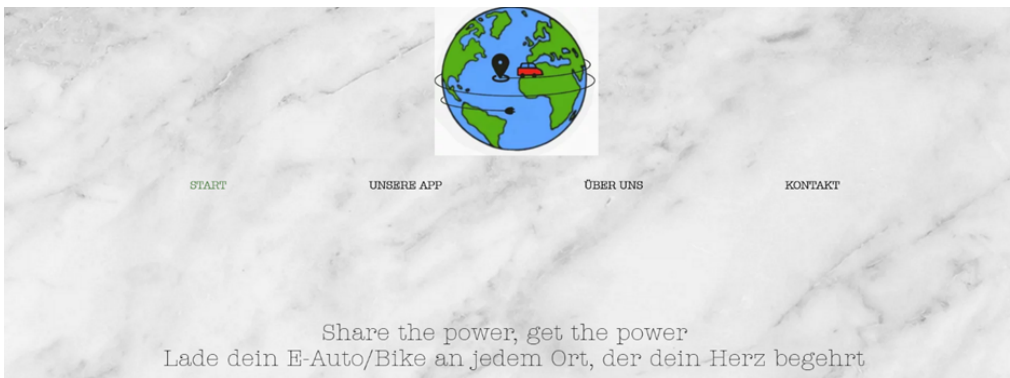 START
UNSERE APP
ÜBER UNS
KONTAKT
Share the power, get the power
Lade dein E-Auto/Bike an jedem Ort, der dein Herz begehrt